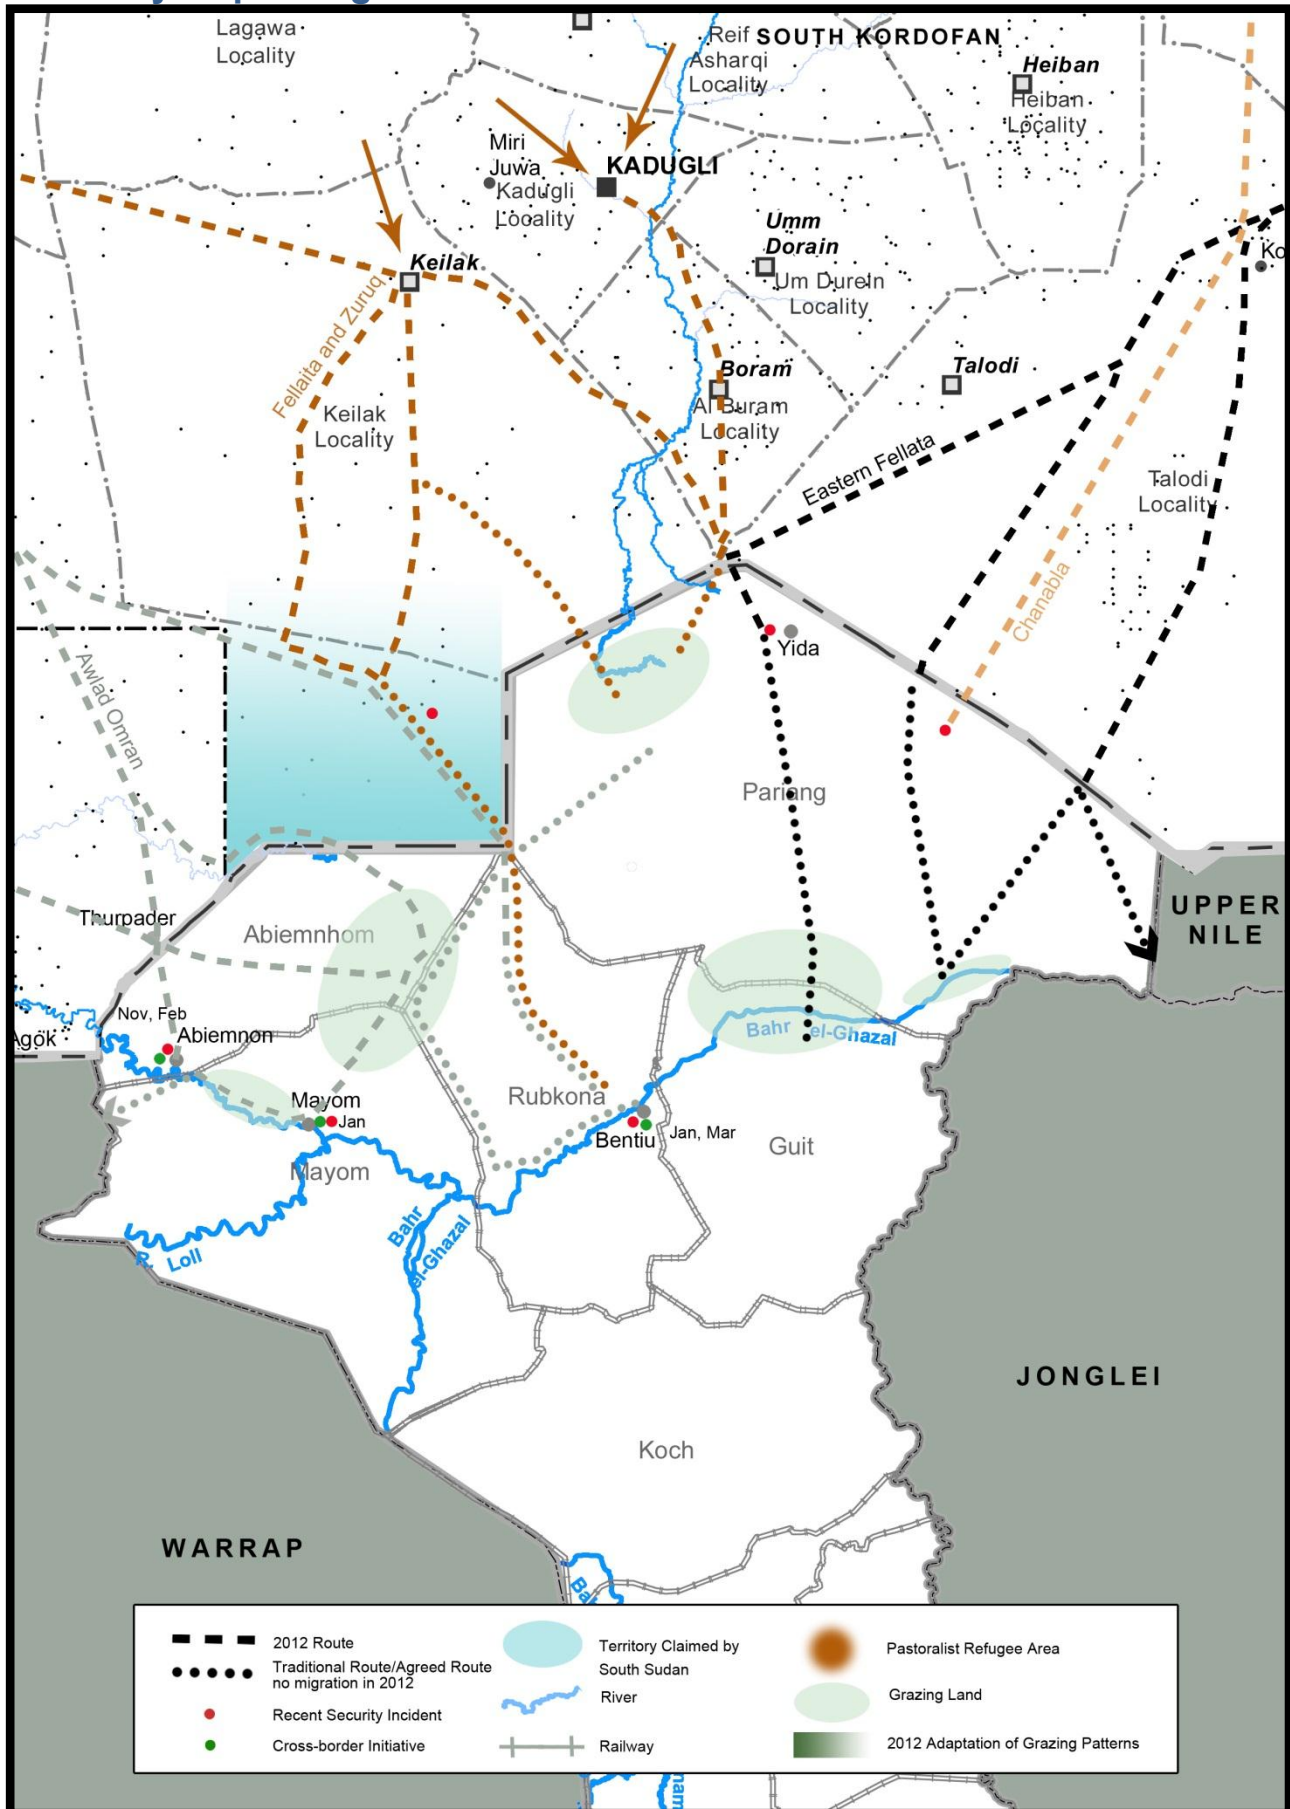 Lagawa
Locality
Reif
Asharqi
Locality
SOUTH KORDOFAN
Heiban
Heiban
Locality
Miri
Juwa
KADUGLI
Kadugli
Locality
Umm
Dorain
Um Durein
Locality
Keilak
Ko
Fellaita and Zuruq
Boram
Al Buram
Locality
Talodi
Keilak
Locality
Eastern Fellata
Talodi
Locality
Chanabla
Yida
Awlad Omran
Pariang
Thurpader
Abiemnhom
UPPER
NILE
Nov, Feb
Abiemnon
Agok
Bahr el-Ghazal
Mayom
Jan
Rubkona
Bentiu
Jan, Mar
Guit
Mayom
Bahr
el-Ghazal
R. Loll
JONGLEI
Koch
WARRAP
Ba
2012 Route
Traditional Route/Agreed Route
no migration in 2012
Recent Security Incident
Cross-border Initiative
Territory Claimed by
South Sudan
River
Railway
Pastoralist Refugee Area
Grazing Land
2012 Adaptation of Grazing Patterns